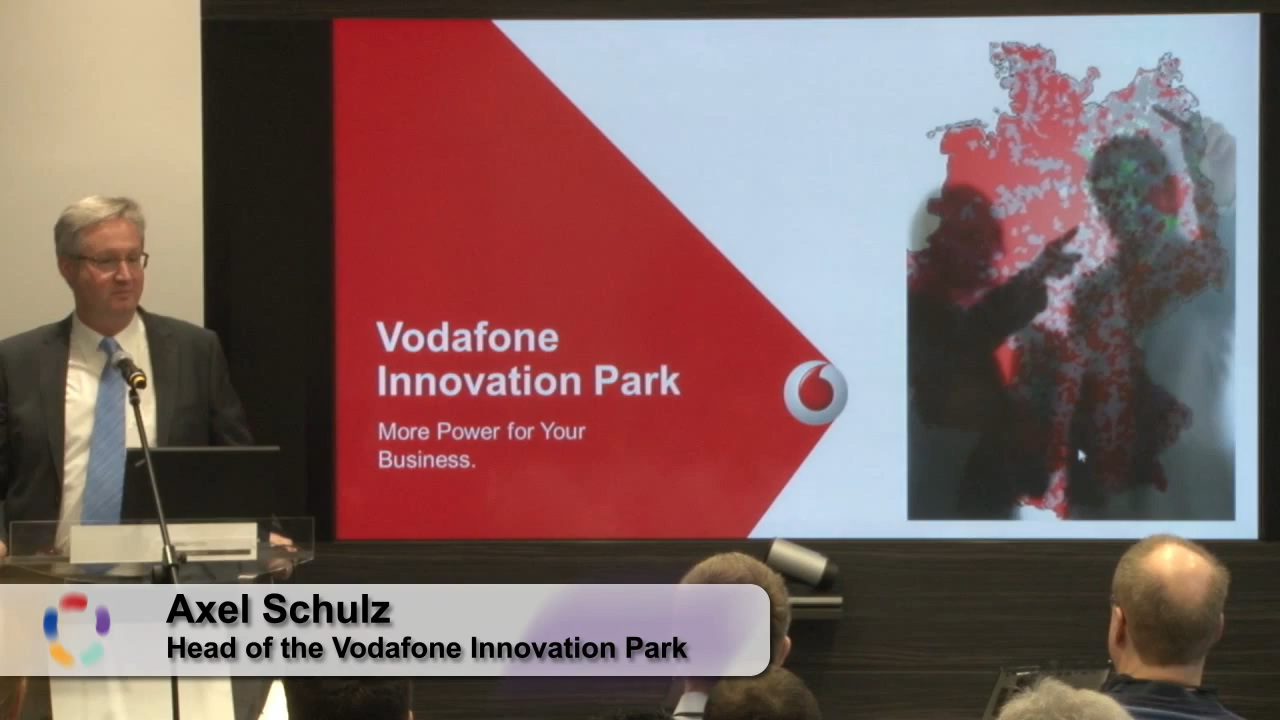 Vodafone
Innovation Park
More Power for Your
Business.
Axel Schulz
Head of the Vodafone Innovation Park